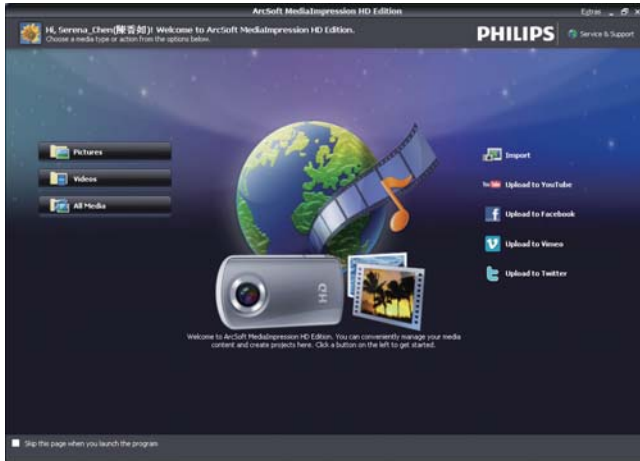 ArcSoft MediaImpression HD Edition
Extras
Hi, Serena_Chen(陳香如)! Welcome to ArcSoft MediaImpression HD Edition.
Choose a media type or action from the options below.
PHILIPS
Service & Support
Pictures
Videos
All Media
Import
Upload to YouTube
Upload to Facebook
Upload to Vimeo
Upload to Twitter
HD
Welcome to ArcSoft MediaImpression HD Edition. You can conveniently manage your media
content and create projects here. Click a button on the left to get started.
Skip this page when you launch the program